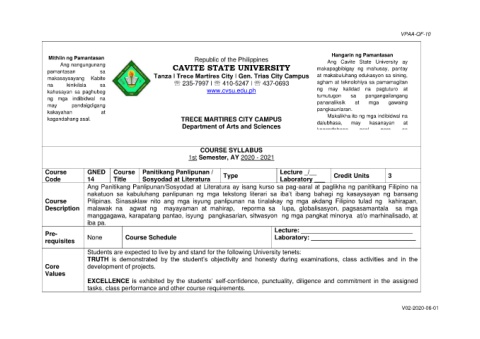 VPAA-QF-10
Mithiin ng Pamantasan
Ang nangungunang
pamantasan sa
makasaysayang Kabite
na kinikilala sa
kahusayan sa paghubog
ng mga indibidwal na
may pandaigdigang
kakayahan at
kagandahang asal.
Republic of the Philippines
CAVITE STATE UNIVERSITY
Tanza l Trece Martires City l Gen. Trias City Campus
☏ 235-7997 l ☏ 410-5247 l ☏ 437-0693
www.cvsu.edu.ph
TRECE MARTIRES CITY CAMPUS
Department of Arts and Sciences
Hangarin ng Pamantasan
Ang Cavite State University ay
makapagbibigay ng mahusay, pantay
at makabuluhang edukasyon sa sining,
agham at teknolohiya sa pamamagitan
ng may kalidad na pagtuturo at
tumutugon sa pangangailangang
pananaliksik at mga gawaing
pangkaunlaran.
Makalikha ito ng mga indibidwal na
dalubhasa, may kasanayan at
COURSE SYLLABUS
1st Semester, AY 2020 - 2021
Course Code
GNED 14
Course Title
Panitikang Panlipunan / Sosyodad at Literatura
Type
Lecture _/__
Laboratory ___
Credit Units
3
Course Description
Ang Panitikang Panlipunan/Sosyodad at Literatura ay isang kurso sa pag-aaral at paglikha ng panitikang Filipino na
nakatuon sa kabuluhang panlipunan ng mga tekstong literari sa iba't ibang bahagi ng kasaysayan ng bansang
Pilipinas. Sinasaklaw nito ang mga isyung panlipunan na tinalakay ng mga akdang Filipino tulad ng kahirapan,
malawak na agwat ng mayayaman at mahirap, reporma sa lupa, globalisasyon, pagsasamantala sa mga
manggagawa, karapatang pantao, isyung pangkasarian, sitwasyon ng mga pangkat minorya at/o marhinalisado, at
iba pa.
Pre-requisites
None
Course Schedule
Lecture: ____________________
Laboratory: ____________________
Core Values
Students are expected to live by and stand for the following University tenets:
TRUTH is demonstrated by the student's objectivity and honesty during examinations, class activities and in the
development of projects.
EXCELLENCE is exhibited by the students' self-confidence, punctuality, diligence and commitment in the assigned
tasks, class performance and other course requirements.
V02-2020-06-01